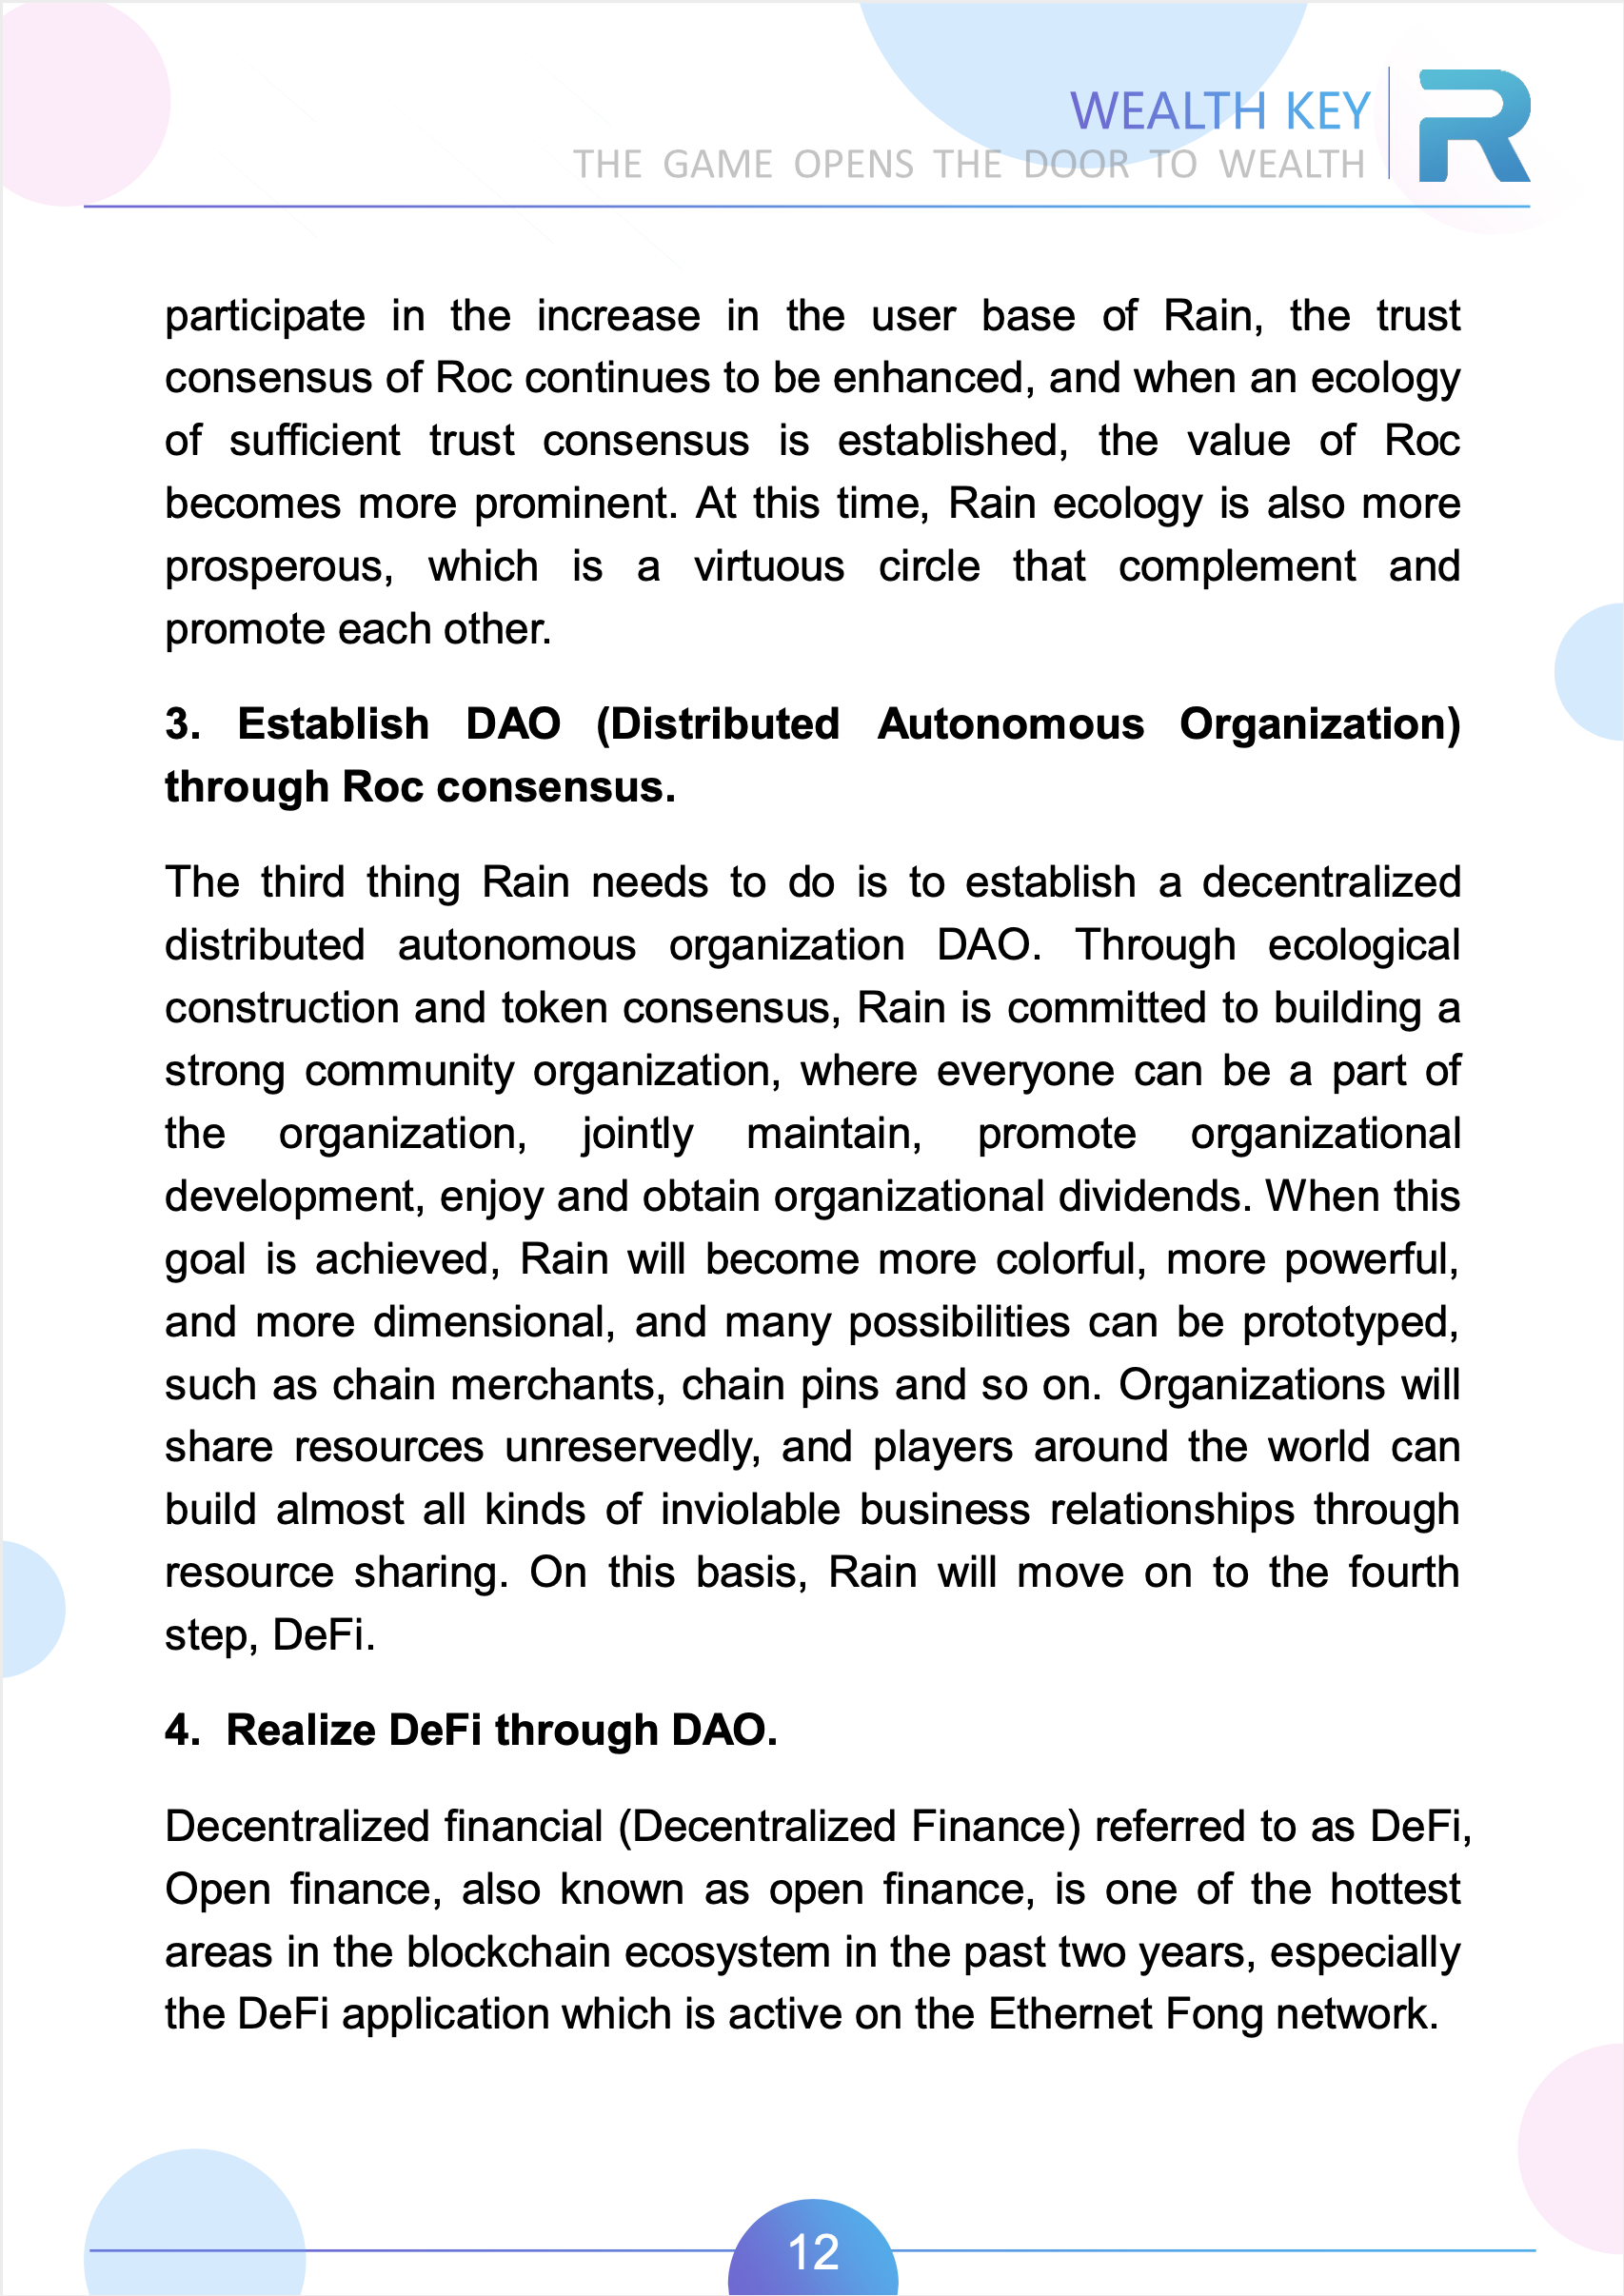 WEALTH KEY
THE GAME OPENS THE DOOR TO WEALTH
R
participate in the increase in the user base of Rain, the trust
consensus of Roc continues to be enhanced, and when an ecology
of sufficient trust consensus is established, the value of Roc
becomes more prominent. At this time, Rain ecology is also more
prosperous, which is a virtuous circle that complement and
promote each other.
3. Establish DAO (Distributed Autonomous Organization)
through Roc consensus.
The third thing Rain needs to do is to establish a decentralized
distributed autonomous organization DAO. Through ecological
construction and token consensus, Rain is committed to building a
strong community organization, where everyone can be a part of
the organization, jointly maintain, promote organizational
development, enjoy and obtain organizational dividends. When this
goal is achieved, Rain will become more colorful, more powerful,
and more dimensional, and many possibilities can be prototyped,
such as chain merchants, chain pins and so on. Organizations will
share resources unreservedly, and players around the world can
build almost all kinds of inviolable business relationships through
resource sharing. On this basis, Rain will move on to the fourth
step, DeFi.
4. Realize DeFi through DAO.
Decentralized financial (Decentralized Finance) referred to as DeFi,
Open finance, also known as open finance, is one of the hottest
areas in the blockchain ecosystem in the past two years, especially
the DeFi application which is active on the Ethernet Fong network.
12